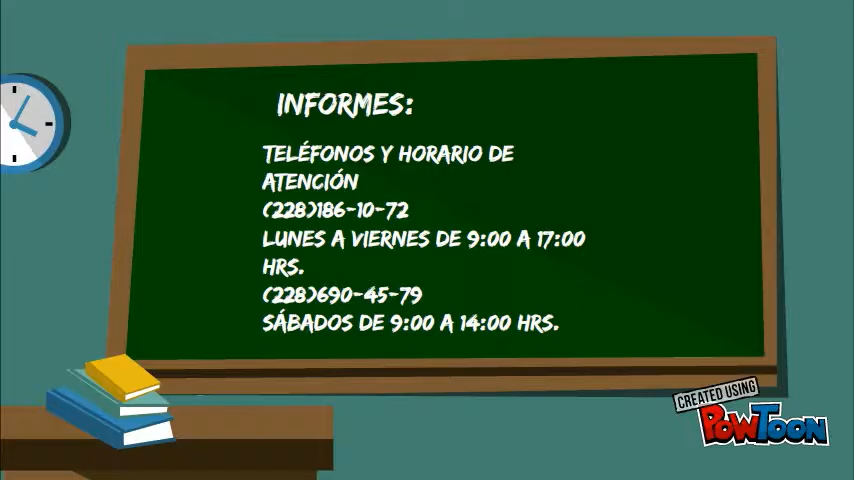 INFORMES:
TELÉFONOS Y HORARIO DE
ATENCIÓN
(228)186-10-72
LUNES A VIERNES DE 9:00 A 17:00
HRS.
(228)690-45-79
SÁBADOS DE 9:00 A 14:00 HRS.
CREATED USING
POWTOON